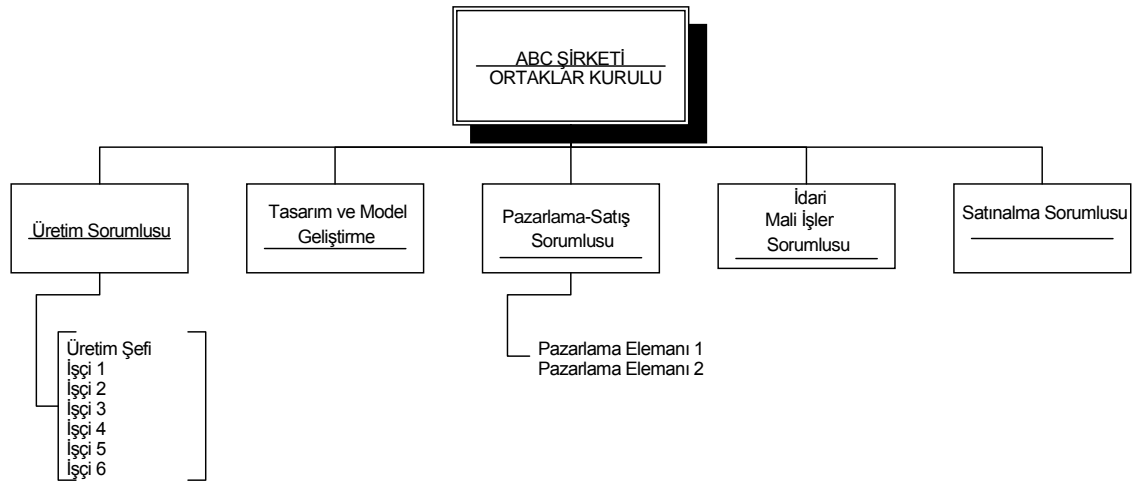 ABC ŞİRKETİ
ORTAKLAR KURULU
Üretim Sorumlusu
Tasarım ve Model
Geliştirme
Pazarlama-Satış
Sorumlusu
İdari
Mali İşler
Sorumlusu
Satınalma Sorumlusu
Üretim Şefi
İşçi 1
İşçi 2
İşçi 3
İşçi 4
İşçi 5
İşçi 6
Pazarlama Elemanı 1
Pazarlama Elemanı 2